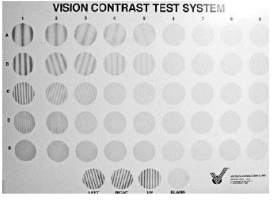 VISION CONTRAST TEST SYSTEM
1 2 3 4 5 6 7 8 9
A
B
C
D
E
LEFT RIGHT UP BLANK